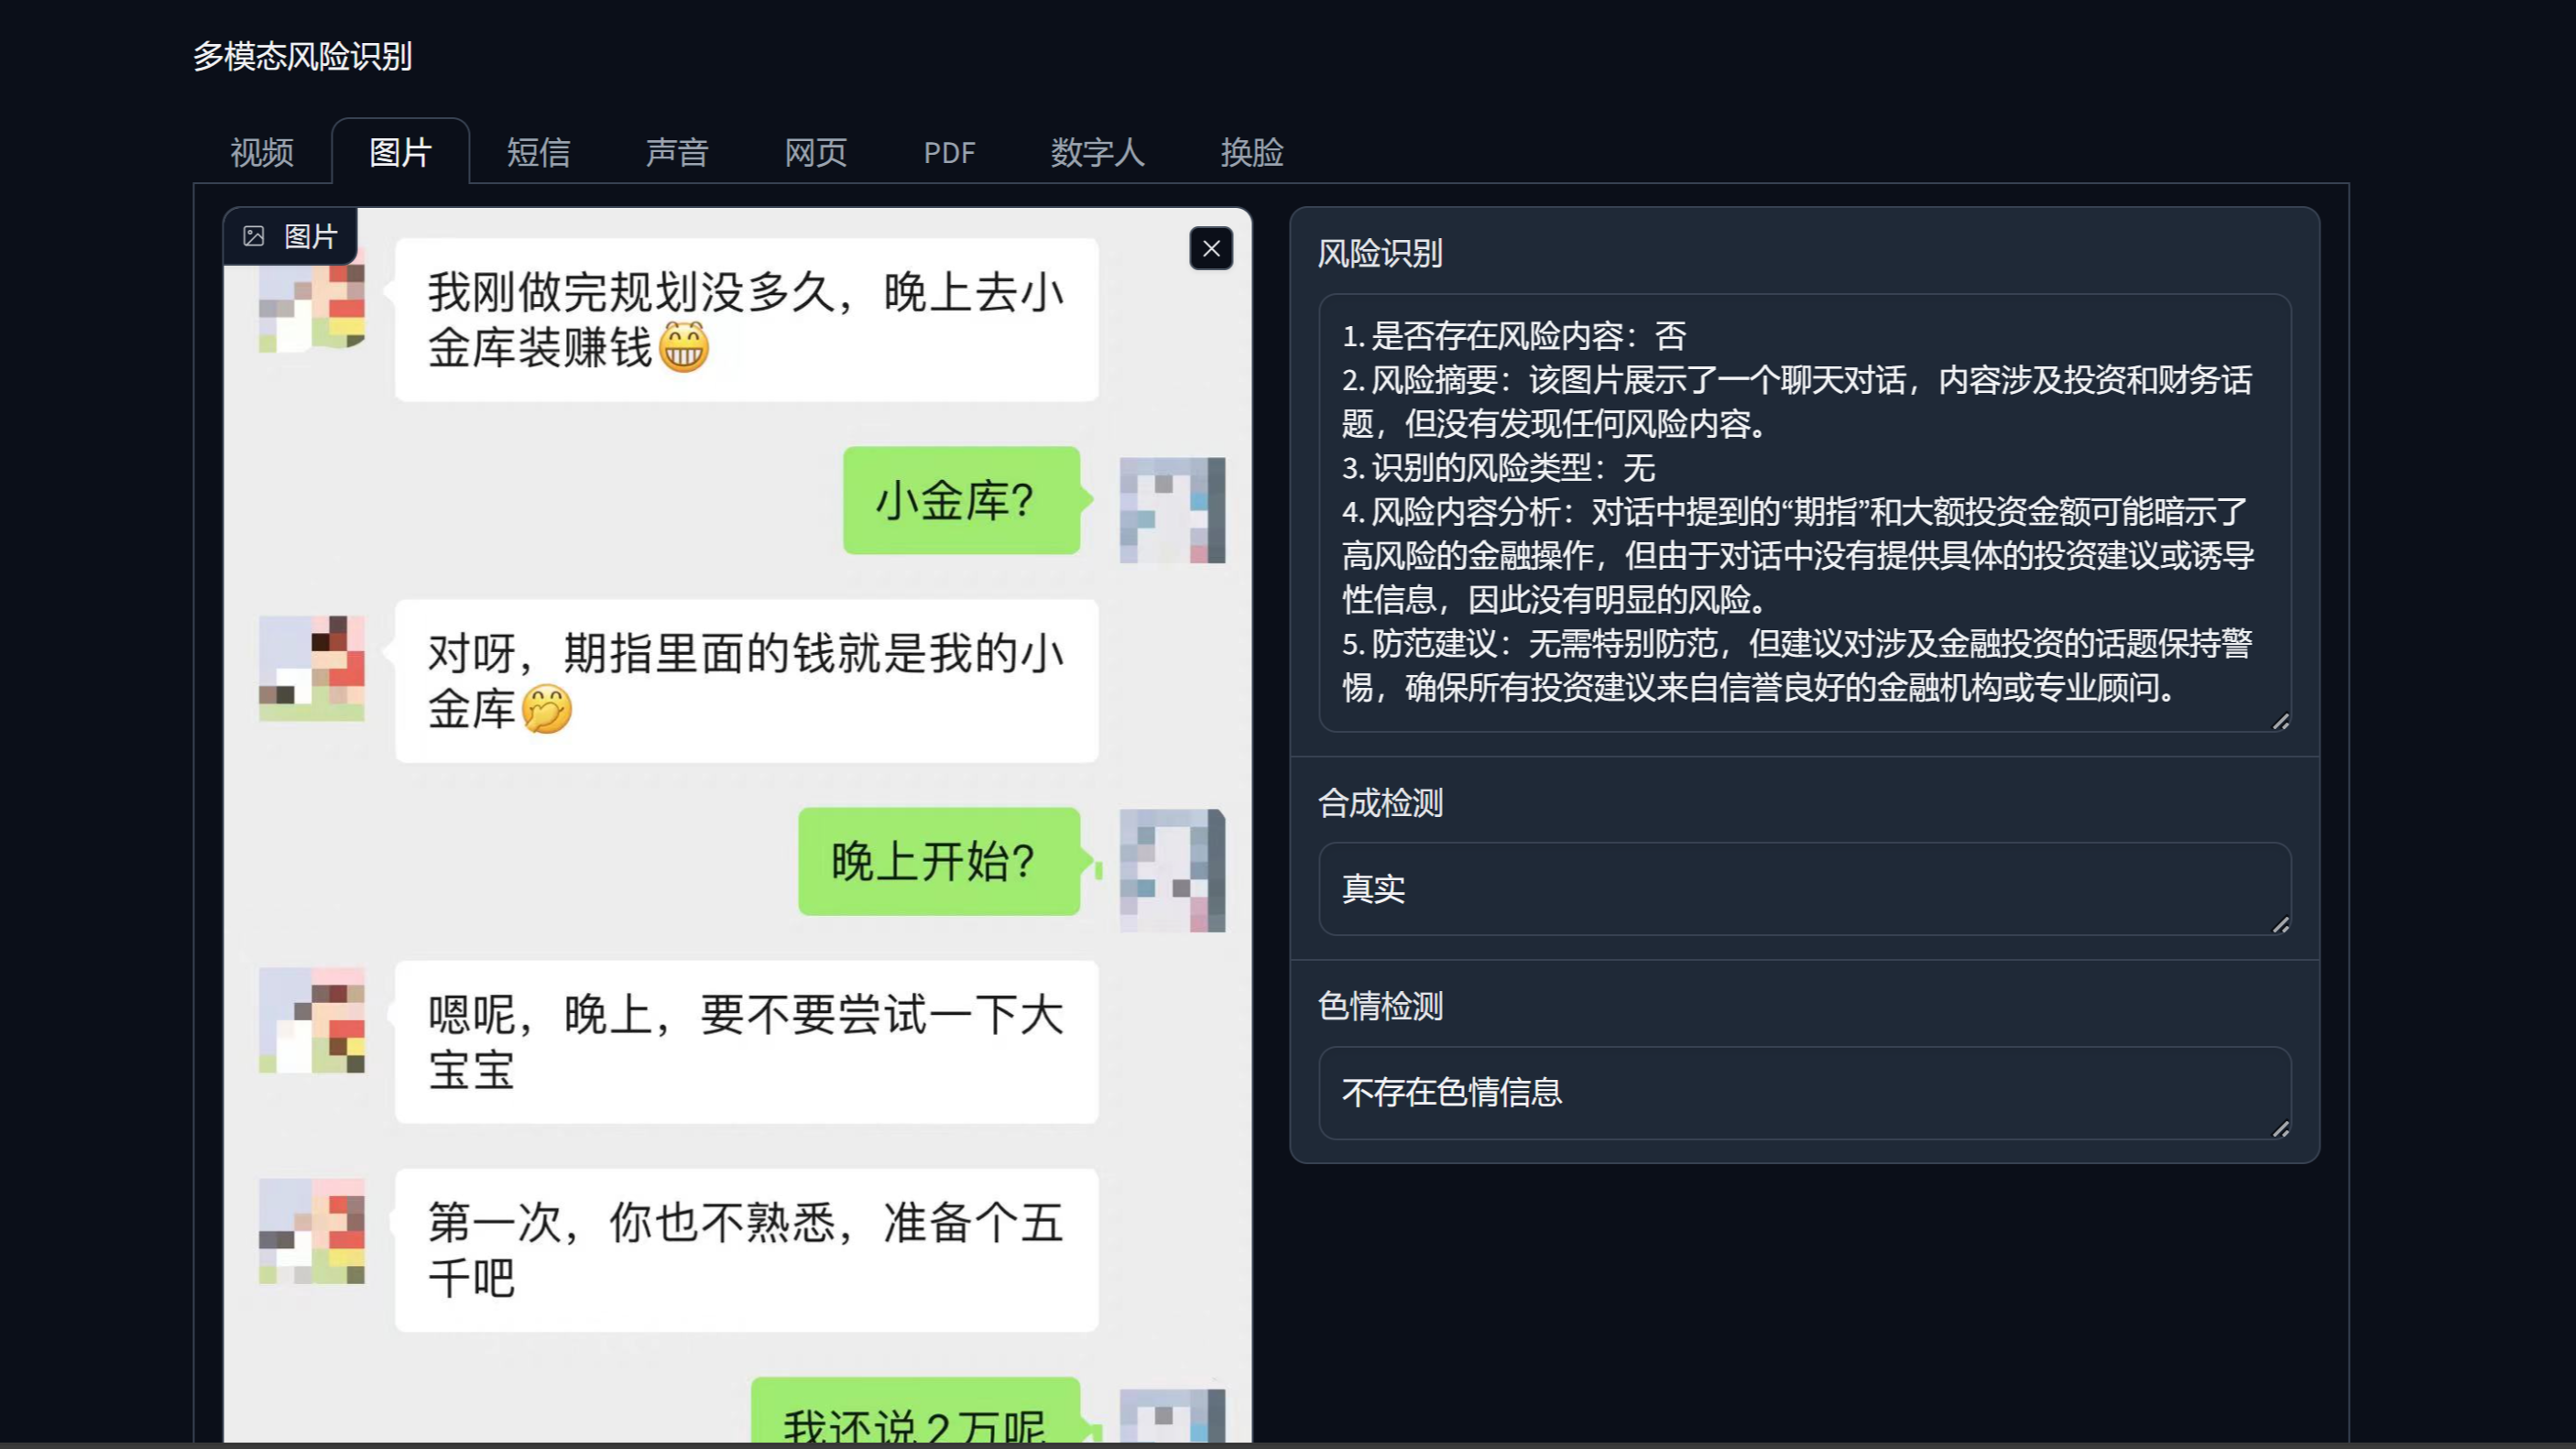 多模态风险识别
视频 图片 短信 声音 网页 PDF 数字人 换脸
图片
我刚做完规划没多久，晚上去小
金库装赚钱😁
小金库？
对呀，期指里面的钱就是我的小
金库🤭
晚上开始？
嗯呢，晚上，要不要尝试一下大
宝宝
第一次，你也不熟悉，准备个五
千吧
我还说2万呢
风险识别
1. 是否存在风险内容：否
2. 风险摘要：该图片展示了一个聊天对话，内容涉及投资和财务话
题，但没有发现任何风险内容。
3. 识别的风险类型：无
4. 风险内容分析：对话中提到的“期指”和大额投资金额可能暗示了
高风险的金融操作，但由于对话中没有提供具体的投资建议或诱导
性信息，因此没有明显的风险。
5. 防范建议：无需特别防范，但建议对涉及金融投资的话题保持警
惕，确保所有投资建议来自信誉良好的金融机构或专业顾问。
合成检测
真实
色情检测
不存在色情信息